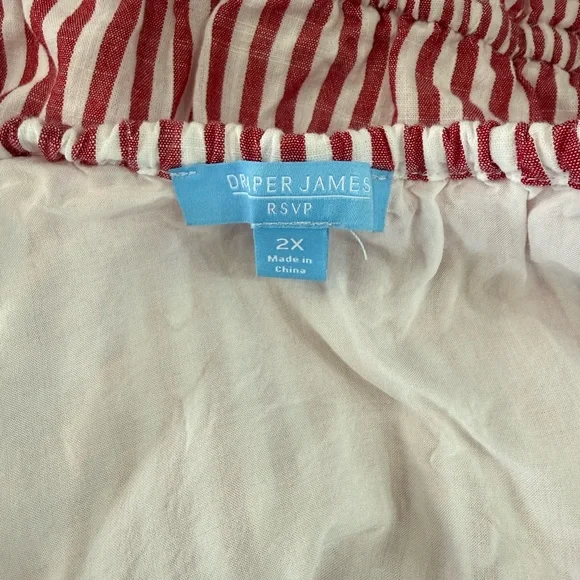 DRAPER JAMES
RSVP
2X
Made in
China